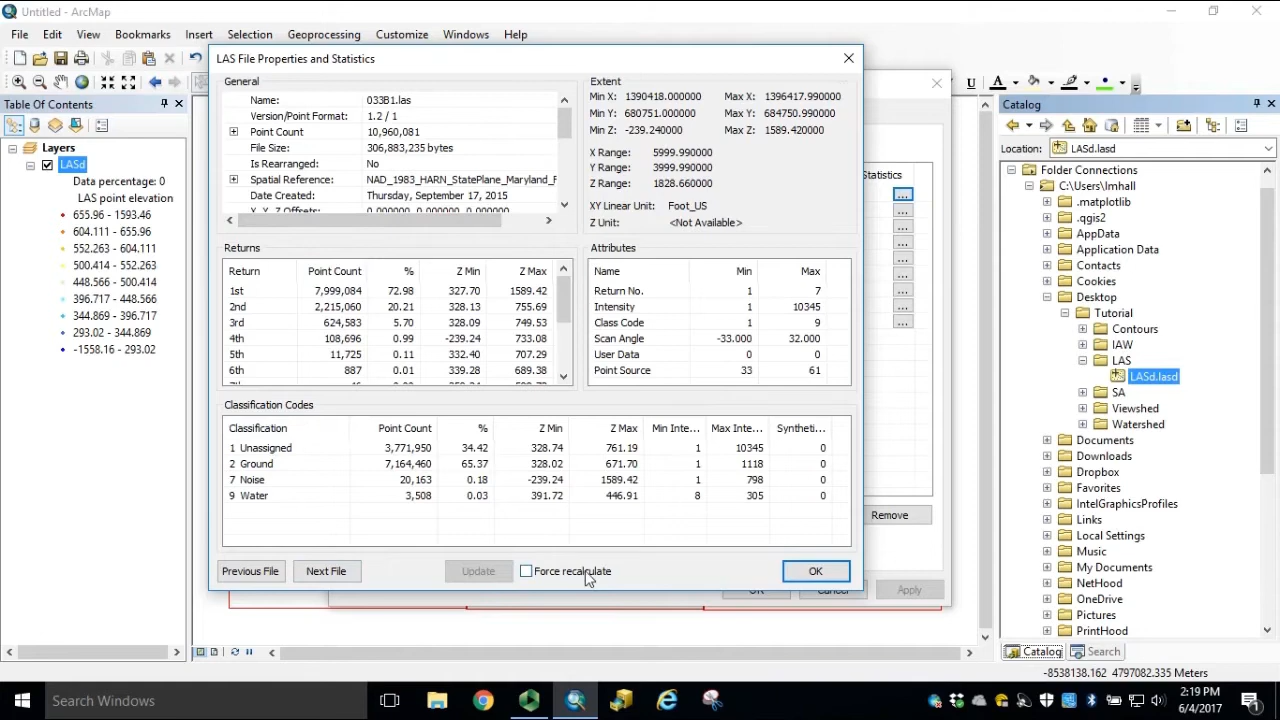 Untitled - ArcMap
File Edit View Bookmarks Insert Selection Geoprocessing Customize Windows Help
Table Of Contents
Layers
LASd
Data percentage: 0
LAS point elevation
655.96 - 1593.46
604.111 - 655.96
552.263 - 604.111
500.414 - 552.263
448.566 - 500.414
396.717 - 448.566
344.869 - 396.717
293.02 - 344.869
-1558.16 - 293.02
LAS File Properties and Statistics
General
Name: 033B1.las
Version/Point Format: 1.2 / 1
Point Count 10,960,081
File Size: 306,883,235 bytes
Is Rearranged: No
Spatial Reference: NAD_1983_HARN_StatePlane_Maryland_F
Date Created: Thursday, September 17, 2015
X, Y, Z Offsets: 0.000000, 0.000000, 0.000000
Extent
Min X: 1390418.000000 Max X: 1396417.990000
Min Y: 680751.000000 Max Y: 684750.990000
Min Z: -239.240000 Max Z: 1589.420000
X Range: 5999.990000
Y Range: 3999.990000
Z Range: 1828.660000
XY Linear Unit: Foot_US
Z Unit: <Not Available>
Returns
Return Point Count % Z Min Z Max
1st 7,999,084 72.98 327.70 1589.42
2nd 2,215,060 20.21 328.13 755.69
3rd 624,583 5.70 328.09 749.53
4th 108,696 0.99 -239.24 733.08
5th 11,725 0.11 332.40 707.29
6th 887 0.01 339.28 689.38
Attributes
Name Min Max
Return No. 1 7
Intensity 1 10345
Class Code 1 9
Scan Angle -33.000 32.000
User Data 0 0
Point Source 33 61
Classification Codes
Classification Point Count % Z Min Z Max Min Inte... Max Inte... Syntheti...
1 Unassigned 3,771,950 34.42 328.74 761.19 1 10345 0
2 Ground 7,164,460 65.37 328.02 671.70 1 1118 0
7 Noise 20,163 0.18 -239.24 1589.42 1 798 0
9 Water 3,508 0.03 391.72 446.91 8 305 0
Previous File Next File Update Force recalculate OK
Statistics
...
...
...
...
...
...
...
...
...
Remove
OK Cancel Apply
U A
Catalog
Location: LASd.lasd
Folder Connections
C:\Users\lmhall
.matplotlib
.qgis2
AppData
Application Data
Contacts
Cookies
Desktop
Tutorial
Contours
IAW
LAS
LASd.lasd
SA
Viewshed
Watershed
Documents
Downloads
Dropbox
Favorites
IntelGraphicsProfiles
Links
Local Settings
Music
My Documents
NetHood
OneDrive
Pictures
PrintHood
Catalog Search
-8538138.162 4797082.335 Meters
Search Windows
2:19 PM
6/4/2017